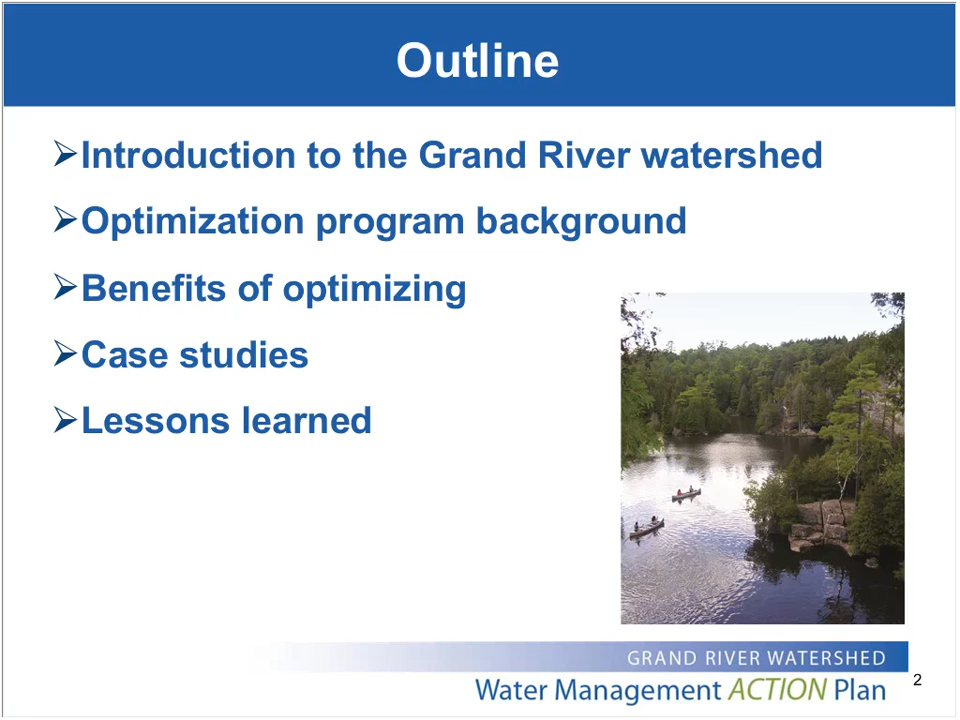 Outline
➢Introduction to the Grand River watershed
➢Optimization program background
➢Benefits of optimizing
➢Case studies
➢Lessons learned
GRAND RIVER WATERSHED
Water Management ACTION Plan
2